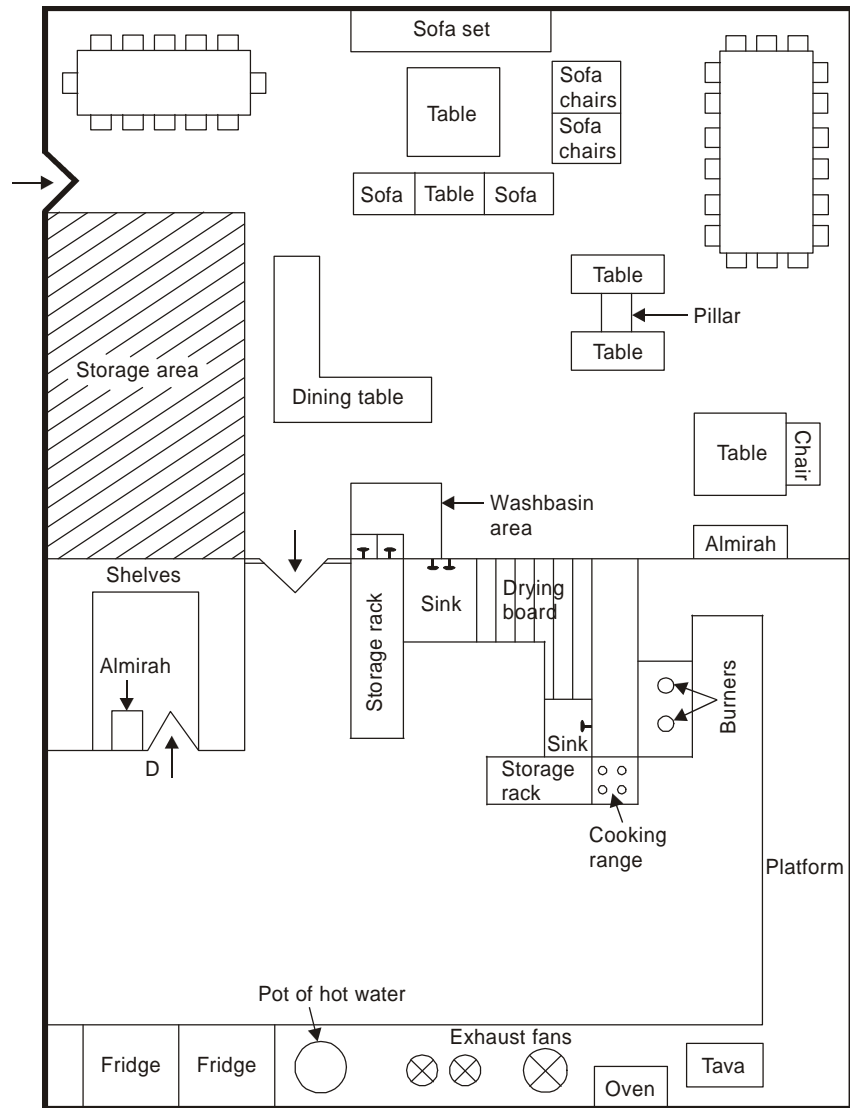 Sofa set
Sofa
chairs
Table
Sofa
chairs
Sofa
Table
Sofa
Table
Pillar
Table
Storage area
Dining table
Table
Chair
Washbasin
area
Almirah
Shelves
Sink
Drying
board
Storage rack
Almirah
Burners
D
Sink
Storage
rack
Cooking
range
Platform
Pot of hot water
Exhaust fans
Fridge
Fridge
Oven
Tava